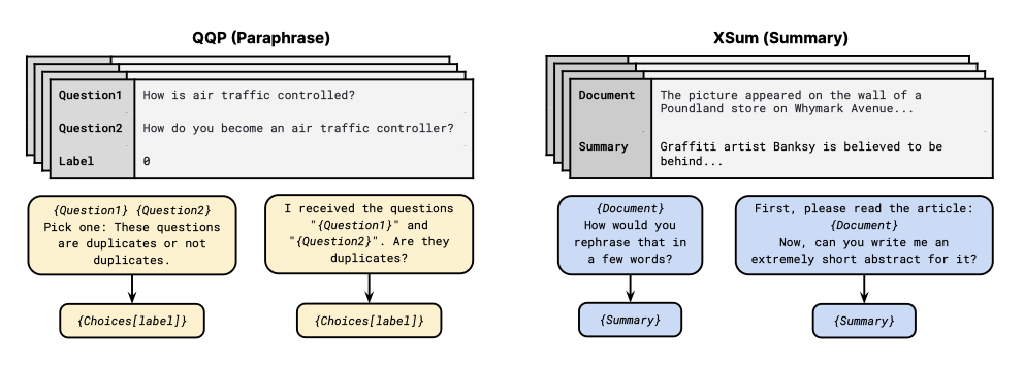 QQP (Paraphrase)
Question1 How is air traffic controlled?
Question2 How do you become an air traffic controller?
Label 0
{Question1} {Question2}
Pick one: These questions
are duplicates or not
duplicates.
{Choices[label]}
I received the questions
"{Question1}" and
"{Question2}". Are they
duplicates?
{Choices[label]}
XSum (Summary)
Document The picture appeared on the wall of a
Poundland store on Whymark Avenue...
Summary Graffiti artist Banksy is believed to be
behind...
{Document}
How would you
rephrase that in
a few words?
{Summary}
First, please read the article:
{Document}
Now, can you write me an
extremely short abstract for it?
{Summary}